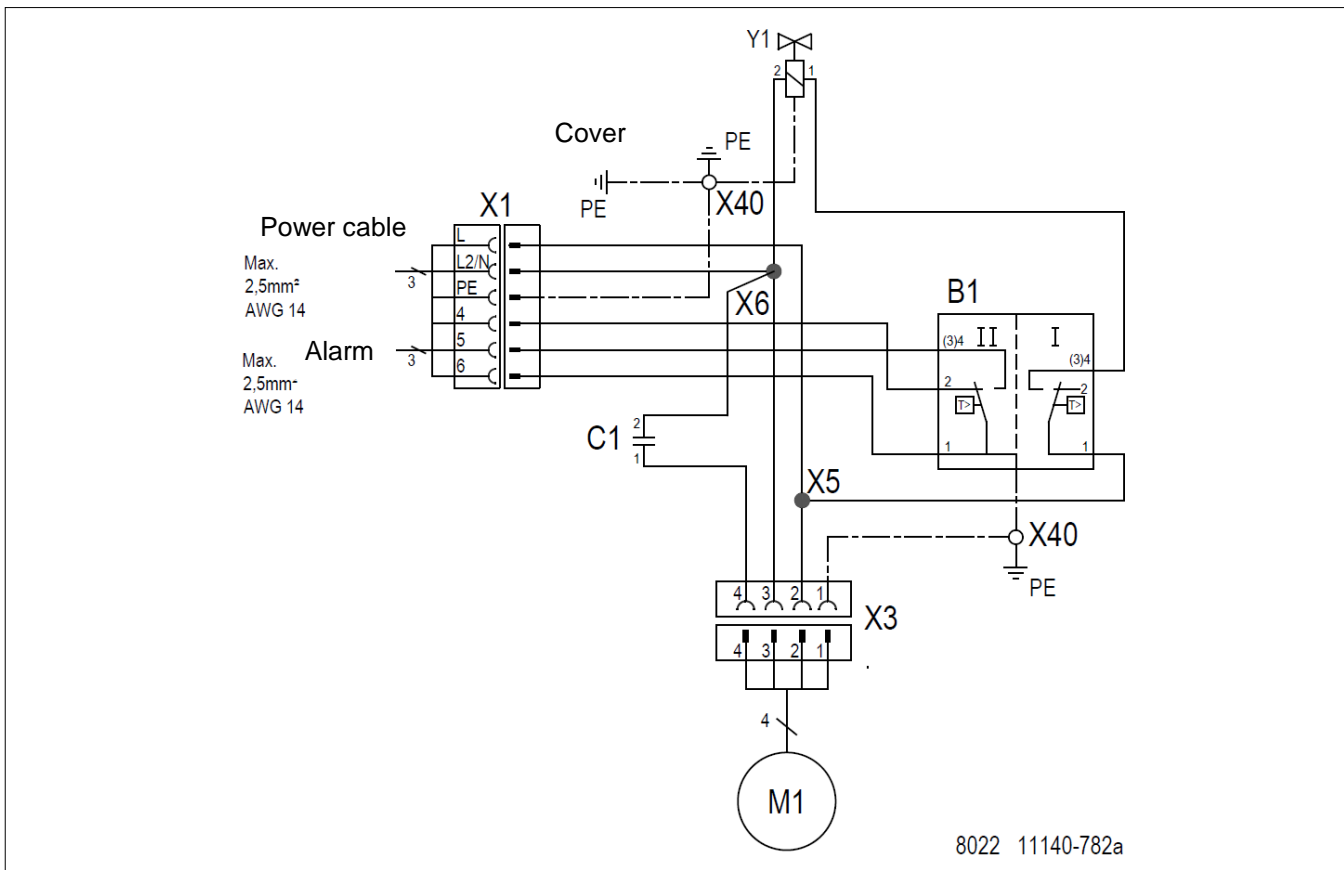 Y1
2 1
Cover
PE
PE
X40
X1
Power cable
Max.
2,5mm²
AWG 14
3
L
L2/N
PE
4
5
6
Alarm
Max.
2,5mm²
AWG 14
3
X6
B1
(3)4 II I
(3)4
2 2
T> T>
1 1
C1
2
1
X5
X40
PE
4 3 2 1
X3
4 3 2 1
4
M1
8022 11140-782a